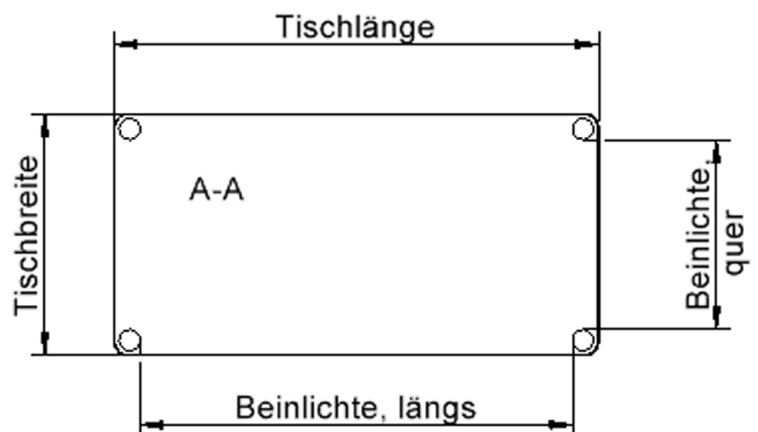 Tischlänge
Tischbreite
A-A
Beinlichte,
quer
Beinlichte, längs